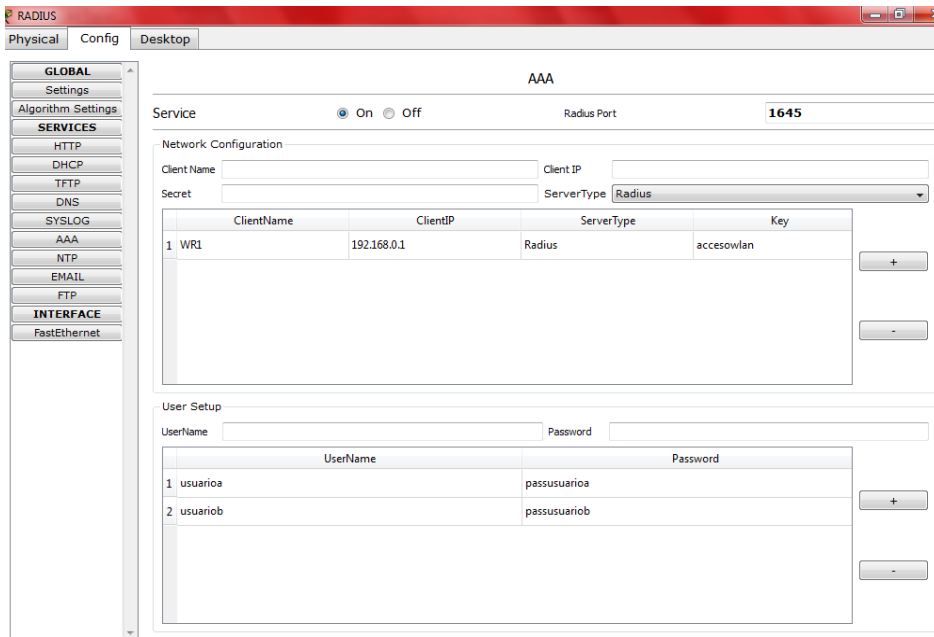 RADIUS
Physical Config Desktop
GLOBAL
Settings
Algorithm Settings
SERVICES
HTTP
DHCP
TFTP
DNS
SYSLOG
AAA
NTP
EMAIL
FTP
INTERFACE
FastEthernet
AAA
Service On Off Radius Port 1645
Network Configuration
Client Name Client IP
Secret ServerType Radius
ClientName ClientIP ServerType Key
1 WR1 192.168.0.1 Radius accesowlan
+
-
User Setup
UserName Password
UserName Password
1 usuarioa passusuarioa
2 usuariob passusuariob
+
-